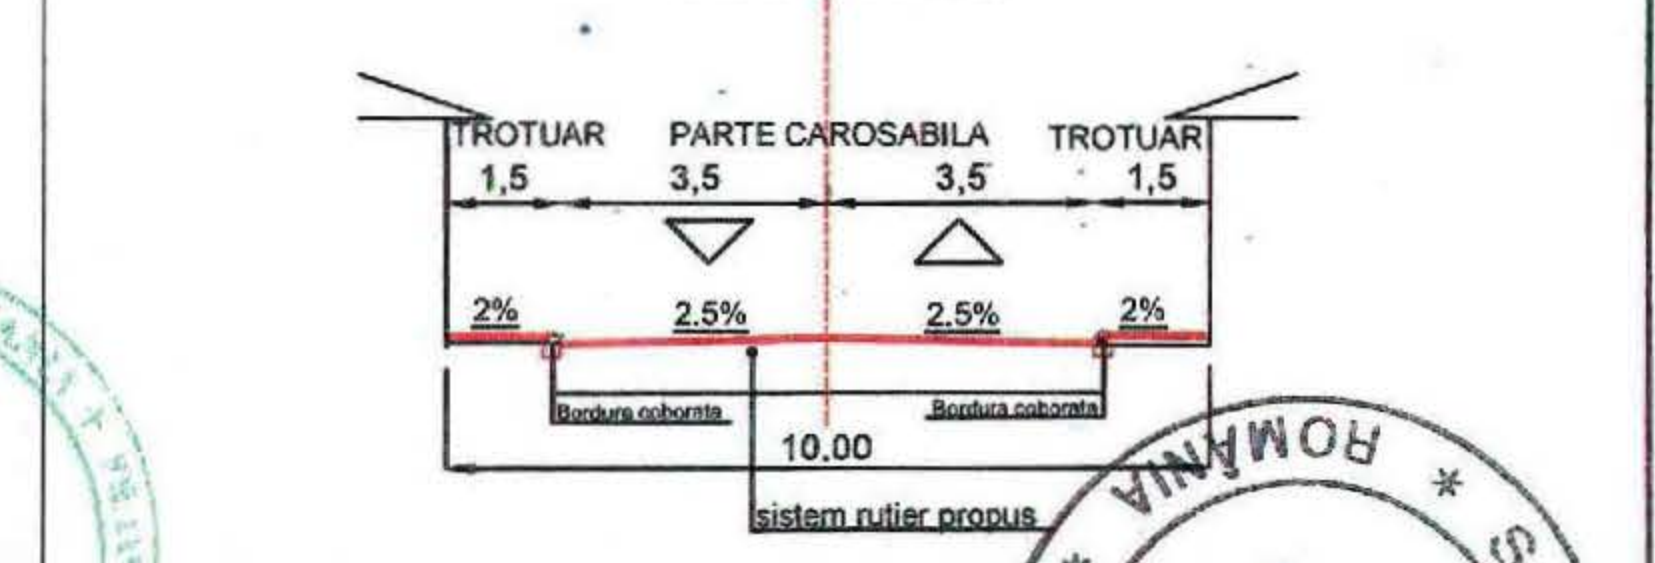 TROTUAR PARTE CAROSABILA TROTUAR
1,5 3,5 3,5 1,5
2% 2.5% 2.5% 2%
Bordura coborata Bordura coborata
10.00
sistem rutier propus
* ROMÂNIA *